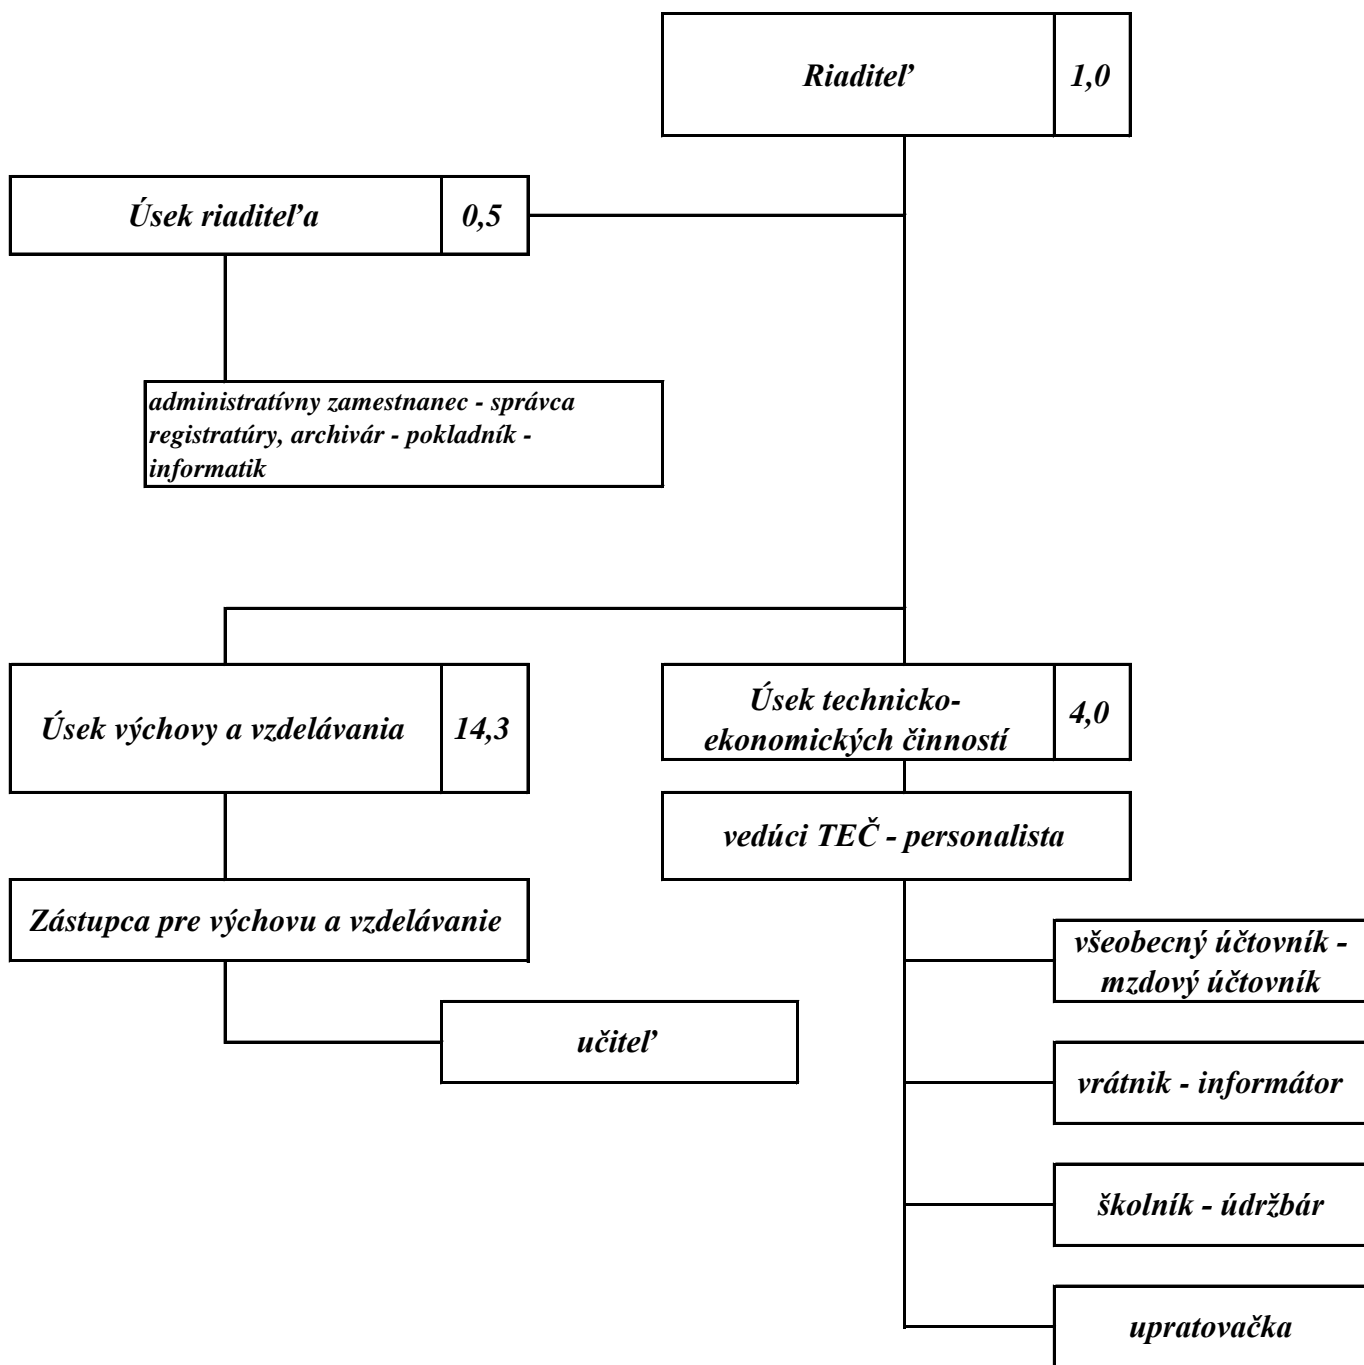 Riaditeľ 1,0
Úsek riaditeľa 0,5
administratívny zamestnanec - správca
registratúry, archivár - pokladník -
informatik
Úsek výchovy a vzdelávania 14,3
Úsek technicko-
ekonomických činností
4,0
vedúci TEČ - personalista
Zástupca pre výchovu a vzdelávanie
všeobecný účtovník -
mzdový účtovník
učiteľ
vrátnik - informátor
školník - údržbár
upratovačka